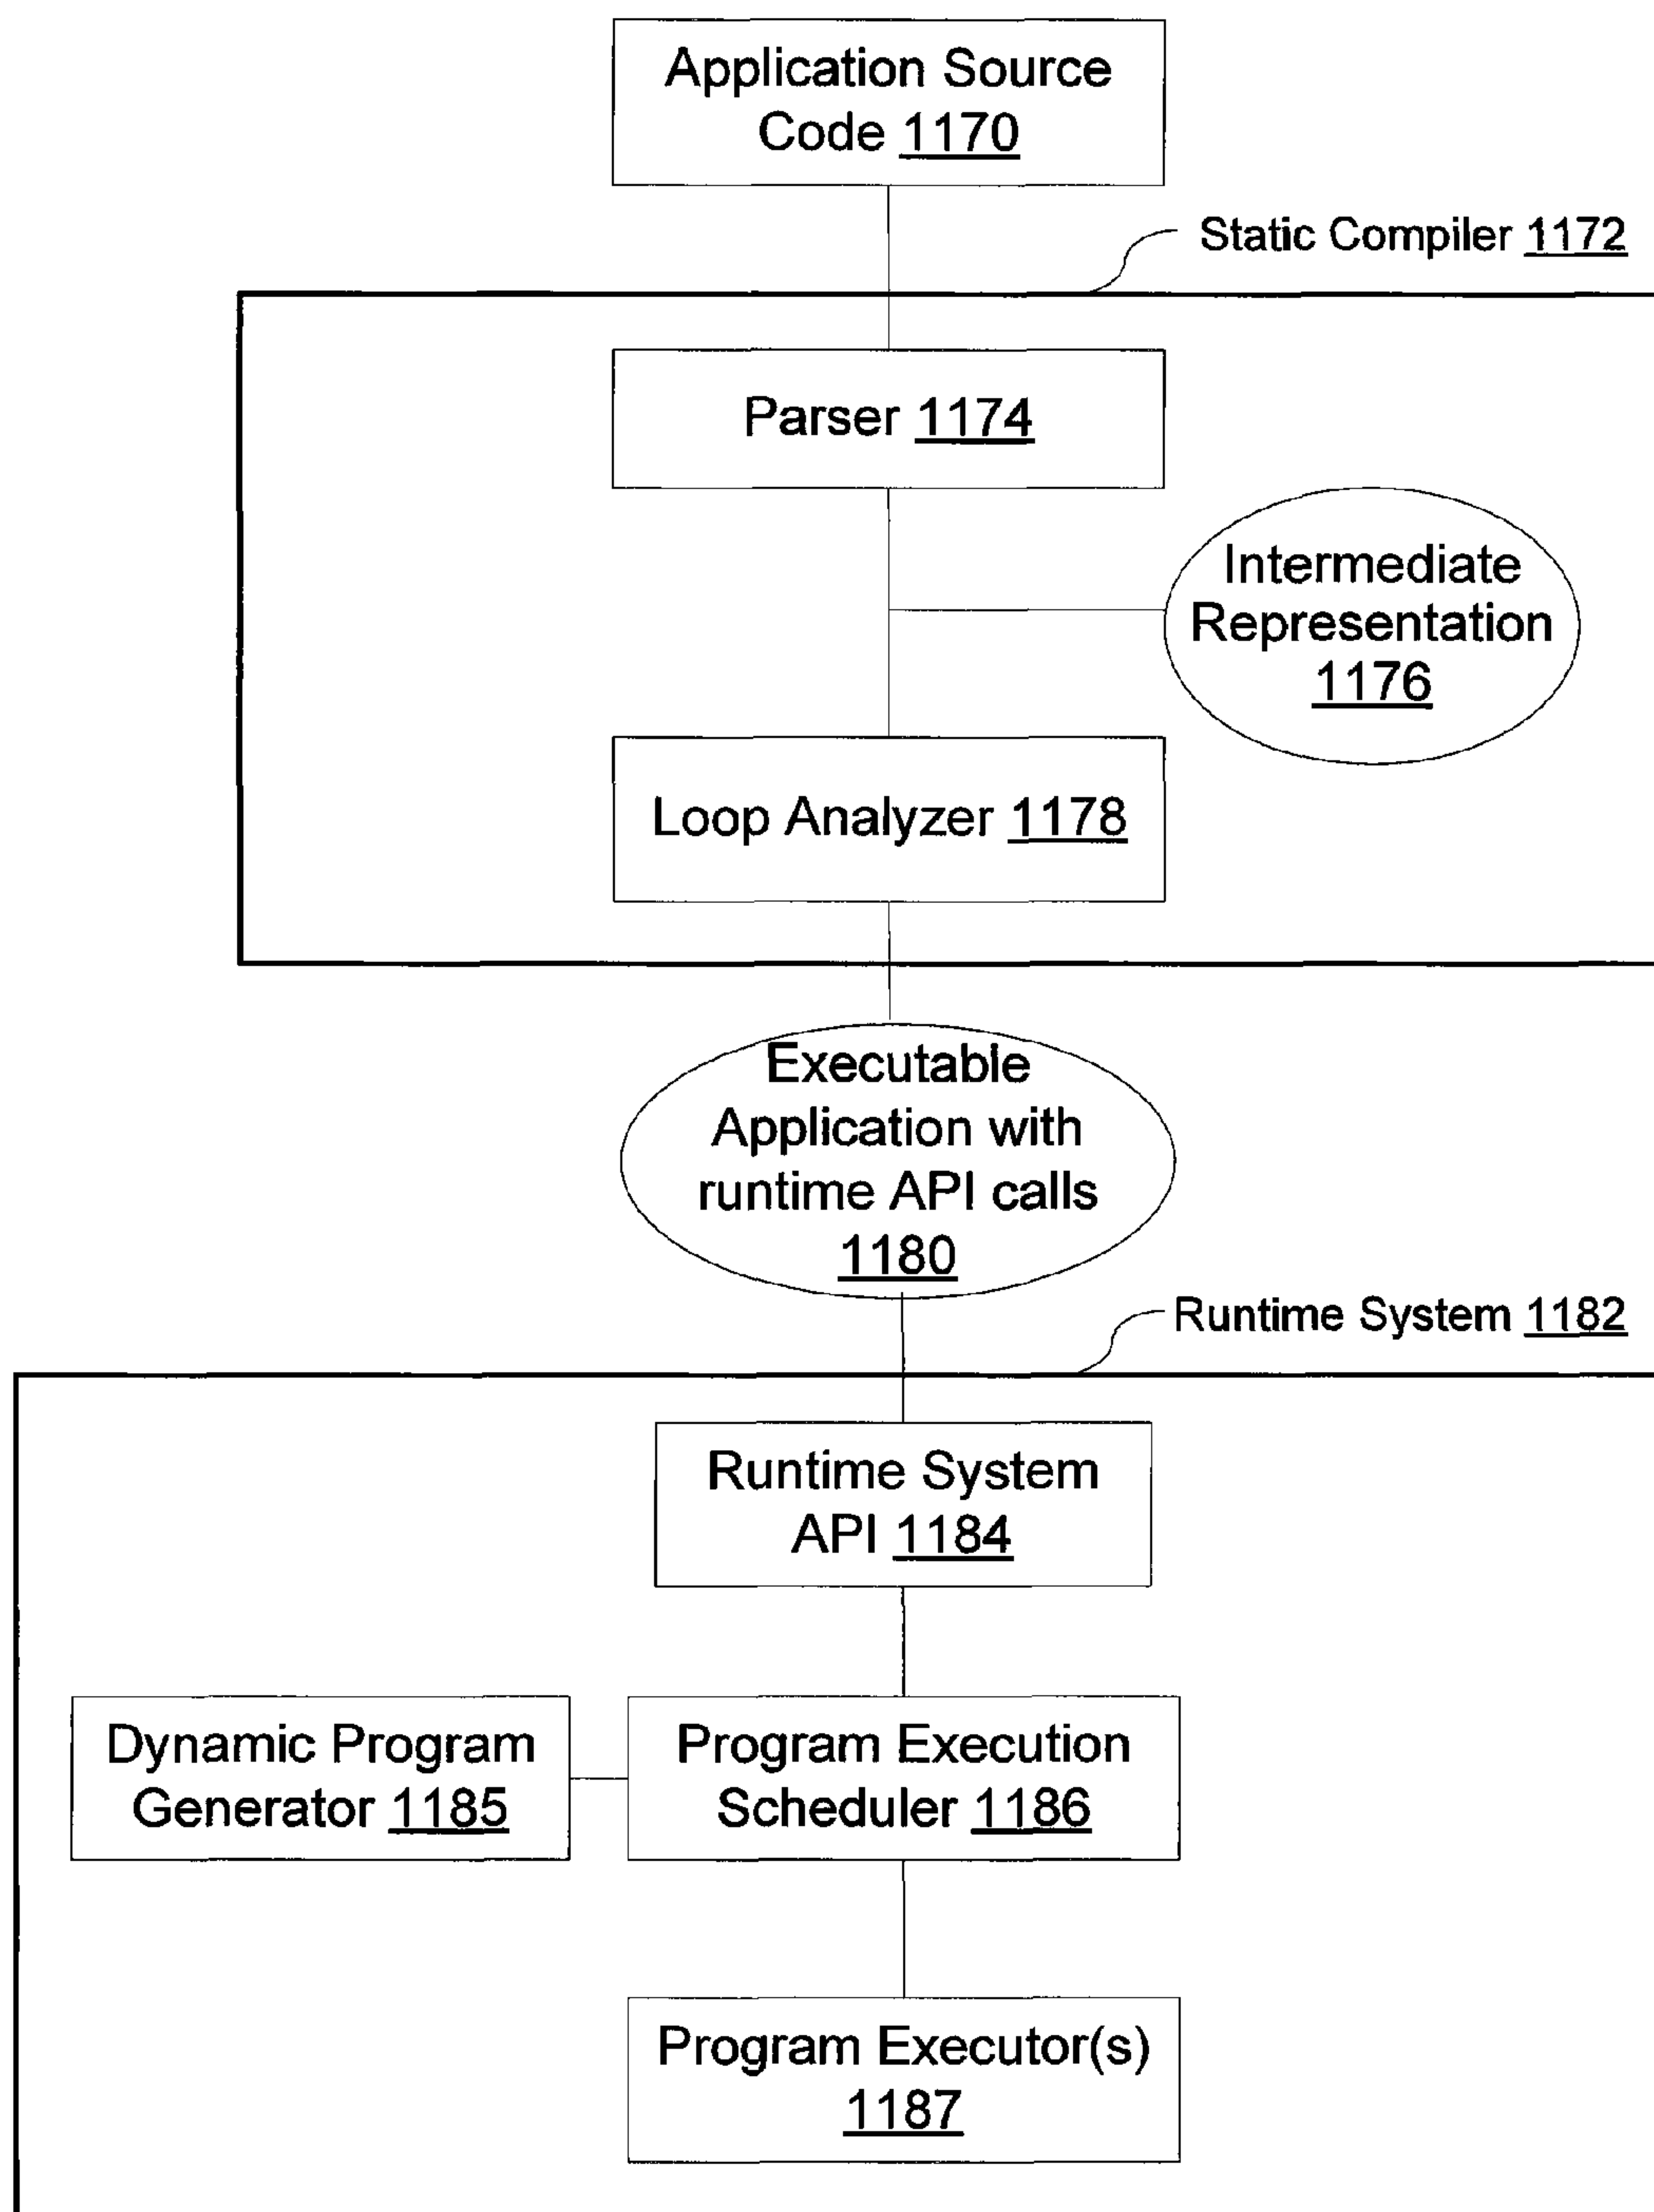 Application Source
Code 1170
Static Compiler 1172
Parser 1174
Intermediate
Representation
1176
Loop Analyzer 1178
Executable
Application with
runtime API calls
1180
Runtime System 1182
Runtime System
API 1184
Dynamic Program
Generator 1185
Program Execution
Scheduler 1186
Program Executor(s)
1187